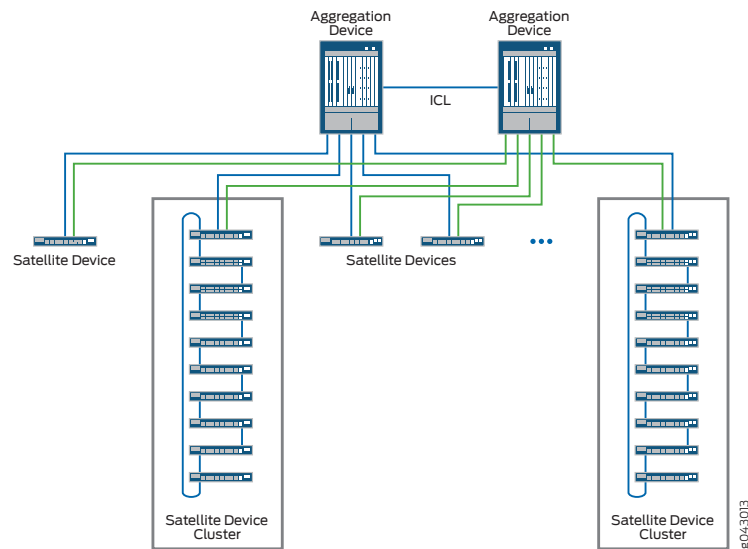 Aggregation
Device
Aggregation
Device
ICL
Satellite Device
Satellite Devices
Satellite Device
Cluster
Satellite Device
Cluster
g043013